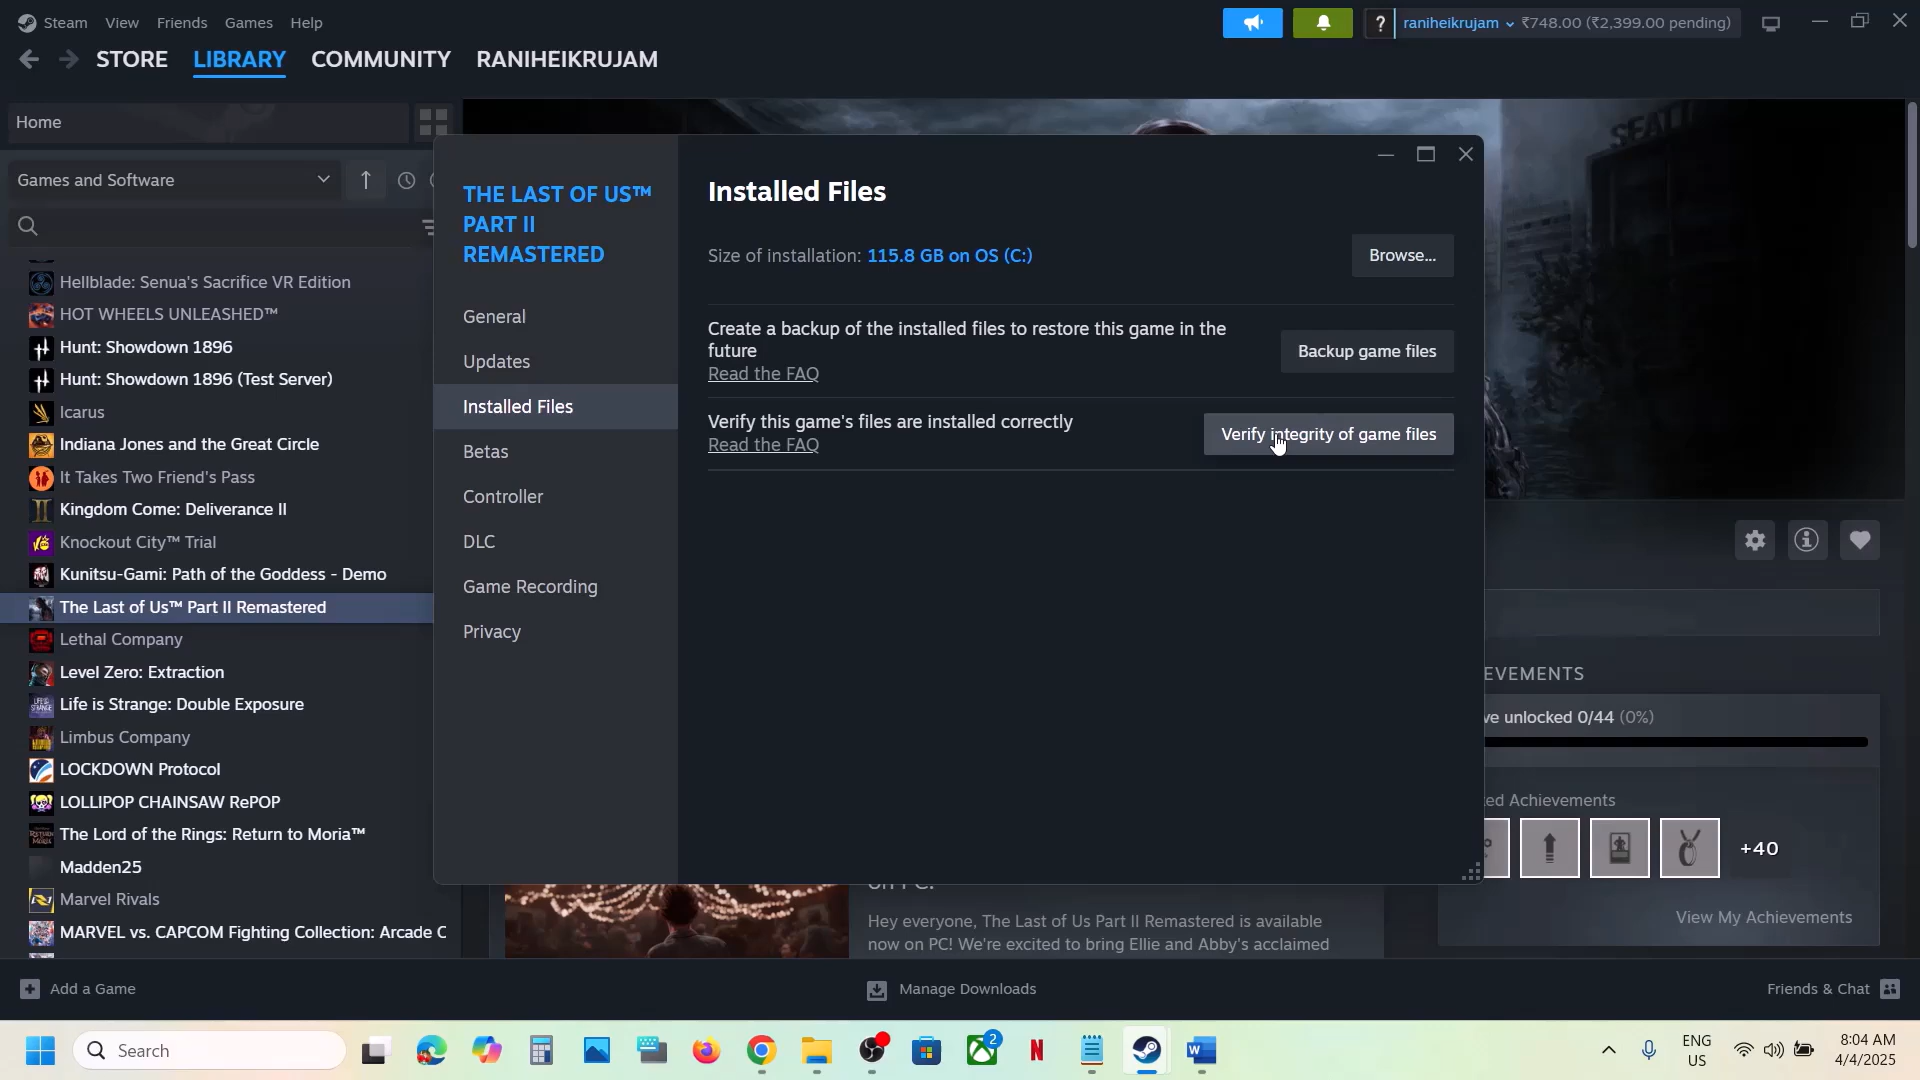 Steam View Friends Games Help
? raniheikrujam ₹748.00 (₹2,399.00 pending)
STORE LIBRARY COMMUNITY RANIHEIKRUJAM
Home
Games and Software
Hellblade: Senua's Sacrifice VR Edition
HOT WHEELS UNLEASHED™
Hunt: Showdown 1896
Hunt: Showdown 1896 (Test Server)
Icarus
Indiana Jones and the Great Circle
It Takes Two Friend's Pass
Kingdom Come: Deliverance II
Knockout City™ Trial
Kunitsu-Gami: Path of the Goddess - Demo
The Last of Us™ Part II Remastered
Lethal Company
Level Zero: Extraction
Life is Strange: Double Exposure
Limbus Company
LOCKDOWN Protocol
LOLLIPOP CHAINSAW RePOP
The Lord of the Rings: Return to Moria™
Madden25
Marvel Rivals
MARVEL vs. CAPCOM Fighting Collection: Arcade C
THE LAST OF US™
PART II
REMASTERED
General
Updates
Installed Files
Betas
Controller
DLC
Game Recording
Privacy
Installed Files
Size of installation: 115.8 GB on OS (C:)
Browse...
Create a backup of the installed files to restore this game in the
future
Read the FAQ
Backup game files
Verify this game's files are installed correctly
Read the FAQ
Verify integrity of game files
SEATTL
EVEMENTS
ve unlocked 0/44 (0%)
ed Achievements
+40
View My Achievements
on PC!
Hey everyone, The Last of Us Part II Remastered is available
now on PC! We're excited to bring Ellie and Abby's acclaimed
Add a Game
Manage Downloads
Friends & Chat
Search
2
N
ENG
US
8:04 AM
4/4/2025